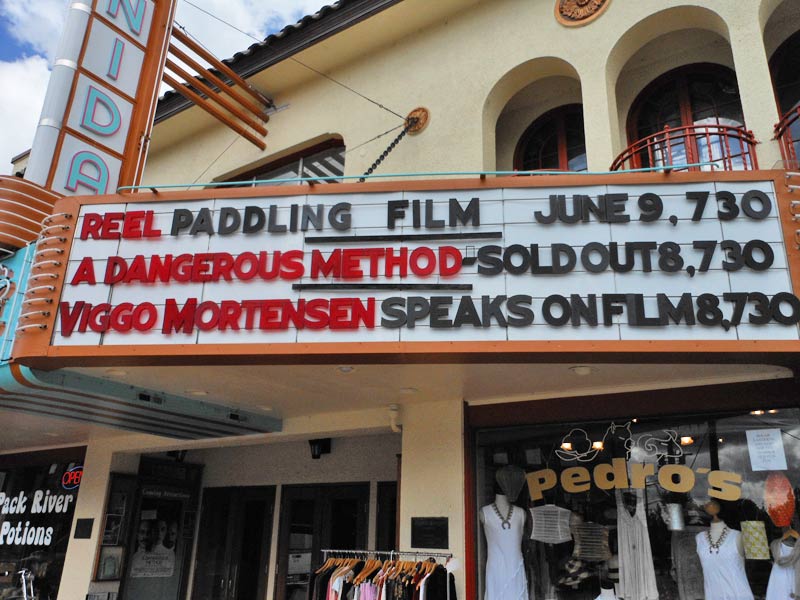 NIDA
REEL PADDLING FILM JUNE 9, 730
A DANGEROUS METHOD-SOLD OUT 8,730
VIGGO MORTENSEN SPEAKS ON FILM 8,730
OPEN
Pack River
Potions
Pedro's